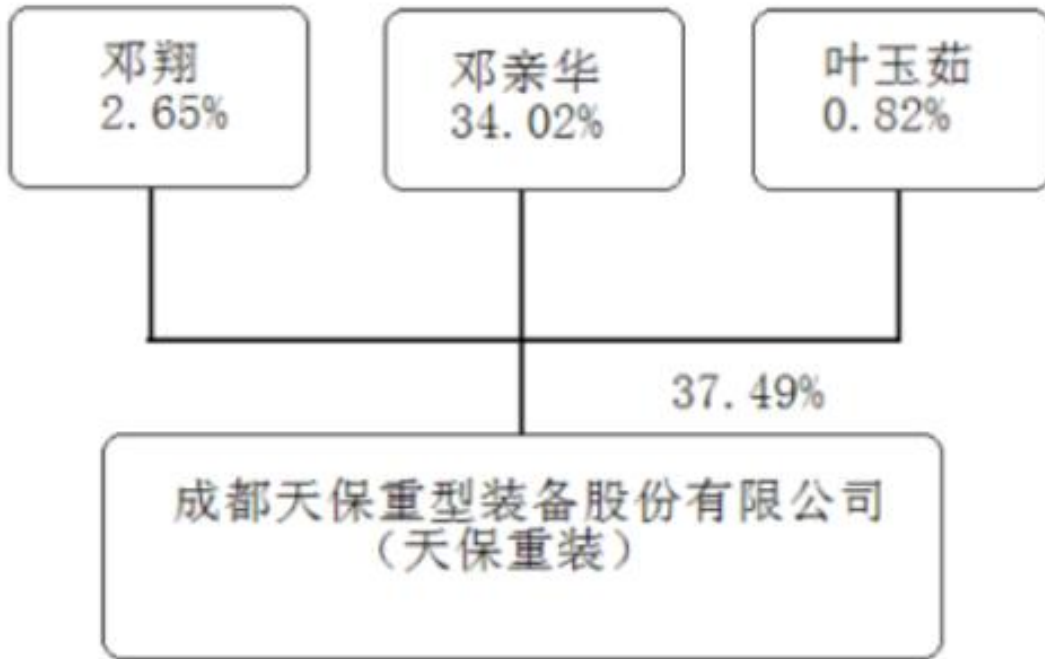 邓翔
2.65%
邓亲华
34.02%
叶玉茹
0.82%
37.49%
成都天保重型装备股份有限公司
（天保重装）